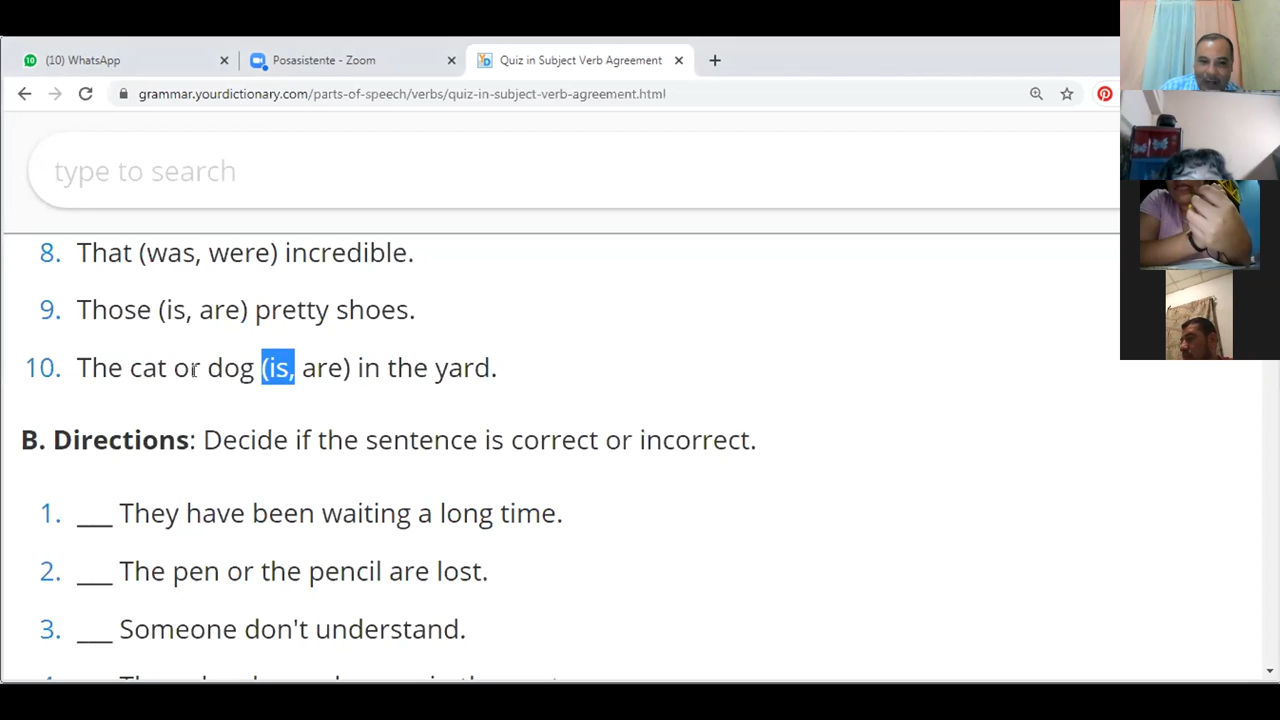 (10) WhatsApp
Posasistente - Zoom
Quiz in Subject Verb Agreement
grammar.yourdictionary.com/parts-of-speech/verbs/quiz-in-subject-verb-agreement.html
type to search
8. That (was, were) incredible.
9. Those (is, are) pretty shoes.
10. The cat or dog (is, are) in the yard.
B. Directions: Decide if the sentence is correct or incorrect.
1. ___ They have been waiting a long time.
2. ___ The pen or the pencil are lost.
3. ___ Someone don't understand.